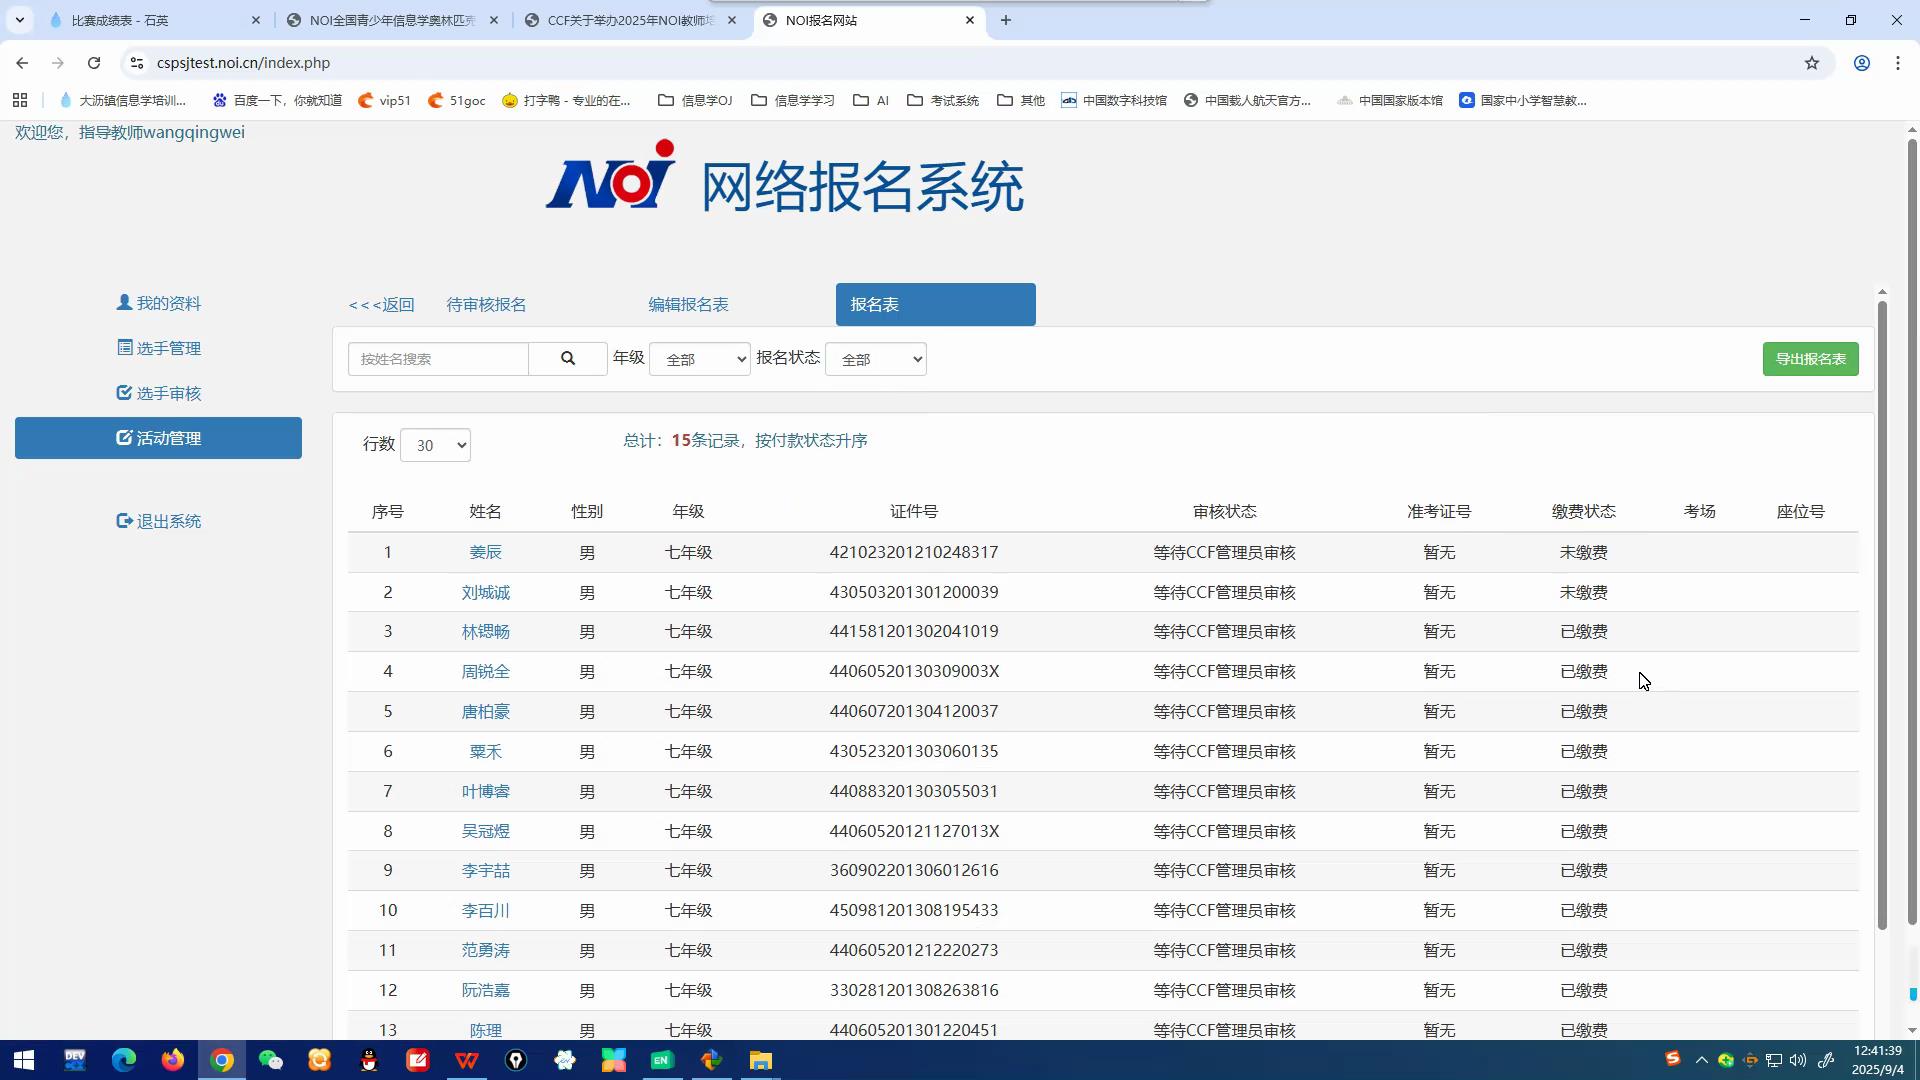 比赛成绩表 - 石英
NOI全国青少年信息学奥林匹克
CCF关于举办2025年NOI教师培
NOI报名网站
cspsjtest.noi.cn/index.php
大沥镇信息学培训...
百度一下，你就知道
vip51
51goc
打字鸭 - 专业的在...
信息学OJ
信息学学习
AI
考试系统
其他
中国数字科技馆
中国载人航天官方...
中国国家版本馆
国家中小学智慧教...
欢迎您，指导教师wangqingwei
NOI 网络报名系统
我的资料
选手管理
选手审核
活动管理
退出系统
<<<返回 待审核报名 编辑报名表 报名表
按姓名搜索 年级 全部 报名状态 全部 导出报名表
行数 30 总计：15条记录，按付款状态升序
序号 姓名 性别 年级 证件号 审核状态 准考证号 缴费状态 考场 座位号
1 姜辰 男 七年级 421023201210248317 等待CCF管理员审核 暂无 未缴费
2 刘城诚 男 七年级 430503201301200039 等待CCF管理员审核 暂无 未缴费
3 林锶畅 男 七年级 441581201302041019 等待CCF管理员审核 暂无 已缴费
4 周锐全 男 七年级 44060520130309003X 等待CCF管理员审核 暂无 已缴费
5 唐柏豪 男 七年级 440607201304120037 等待CCF管理员审核 暂无 已缴费
6 粟禾 男 七年级 430523201303060135 等待CCF管理员审核 暂无 已缴费
7 叶博睿 男 七年级 440883201303055031 等待CCF管理员审核 暂无 已缴费
8 吴冠煜 男 七年级 44060520121127013X 等待CCF管理员审核 暂无 已缴费
9 李宇喆 男 七年级 360902201306012616 等待CCF管理员审核 暂无 已缴费
10 李百川 男 七年级 450981201308195433 等待CCF管理员审核 暂无 已缴费
11 范勇涛 男 七年级 440605201212220273 等待CCF管理员审核 暂无 已缴费
12 阮浩嘉 男 七年级 330281201308263816 等待CCF管理员审核 暂无 已缴费
13 陈理 男 七年级 440605201301220451 等待CCF管理员审核 暂无 已缴费
DEV
EN
12:41:39
2025/9/4